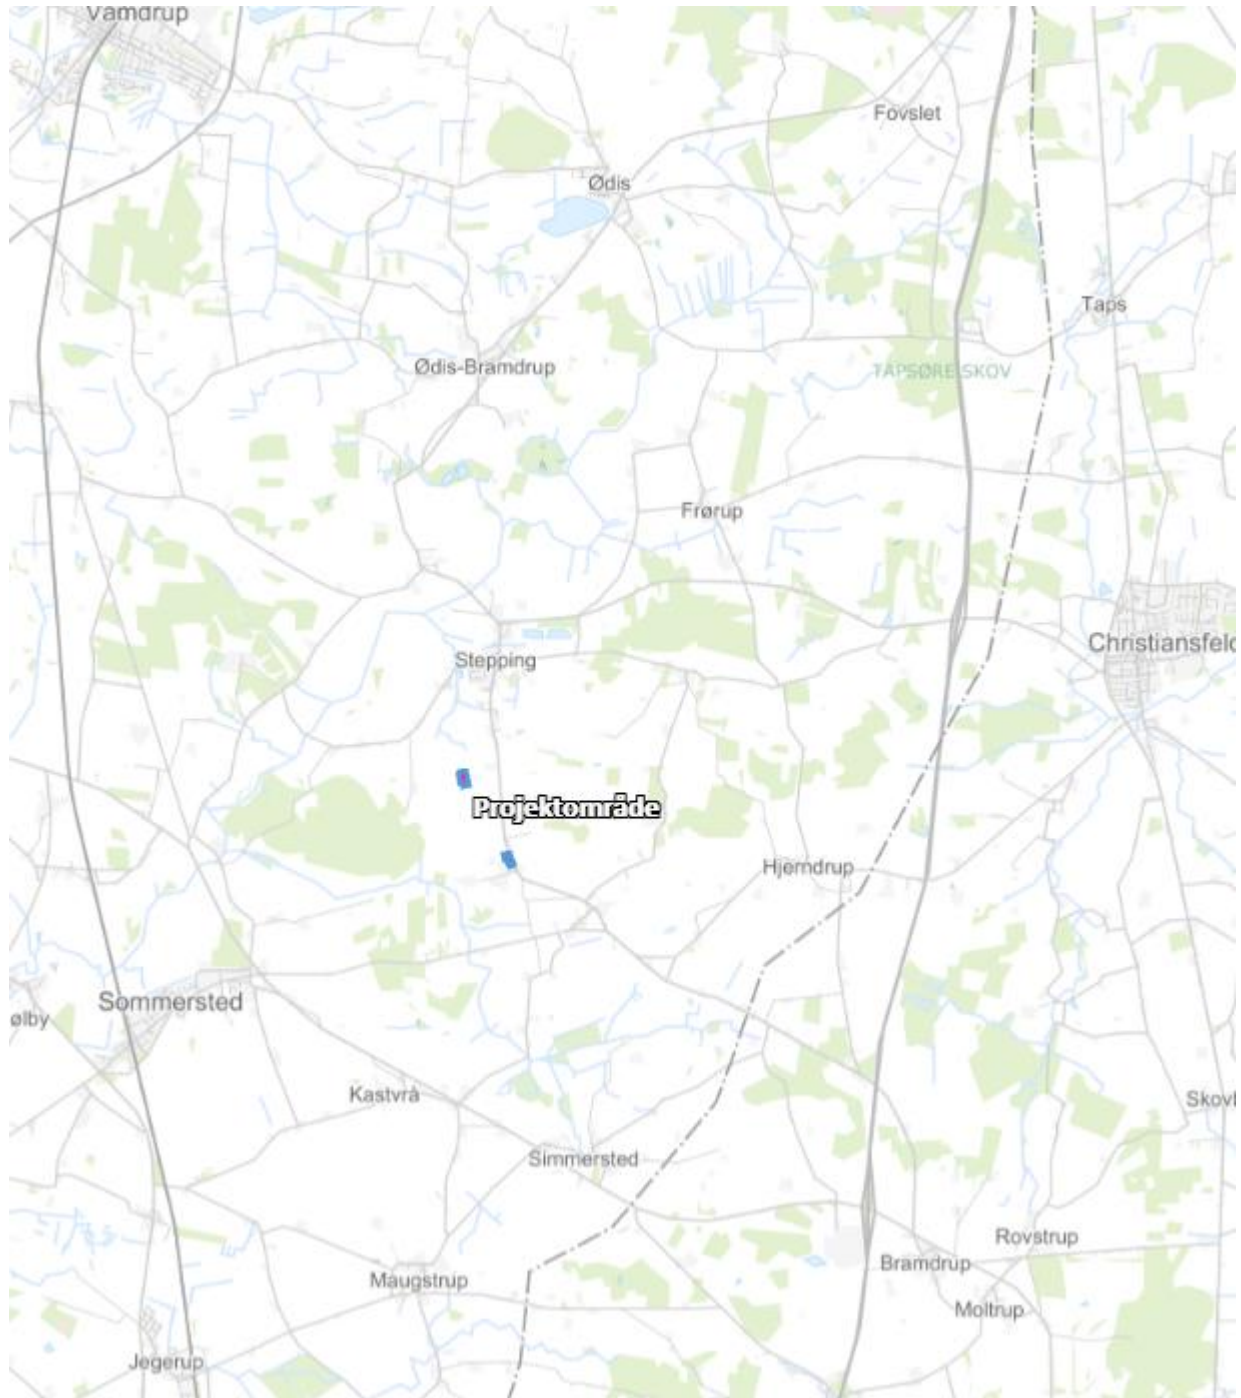 Vamdrup
Fovslet
Ødis
Taps
Ødis-Bramdrup
TAPSØRE SKOV
Frørup
Christiansfeld
Stepping
Projektområde
Hjerndrup
Sommersted
ølby
Kastvrå
Skovb
Simmersted
Rovstrup
Bramdrup
Maugstrup
Moltrup
Jegerup